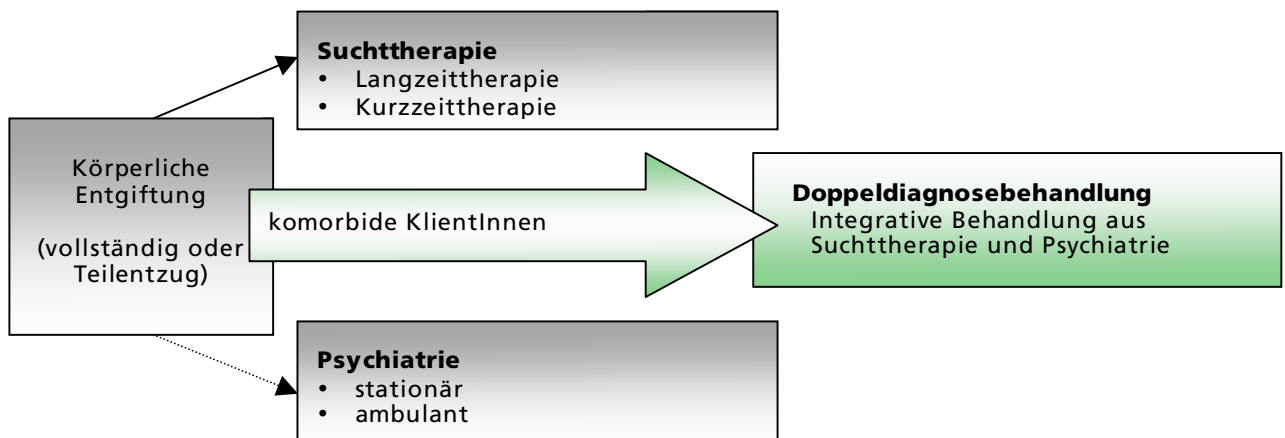 Suchttherapie
• Langzeittherapie
• Kurzzeittherapie
Körperliche
Entgiftung
(vollständig oder
Teilentzug)
komorbide KlientInnen
Doppeldiagnosebehandlung
Integrative Behandlung aus
Suchttherapie und Psychiatrie
Psychiatrie
• stationär
• ambulant